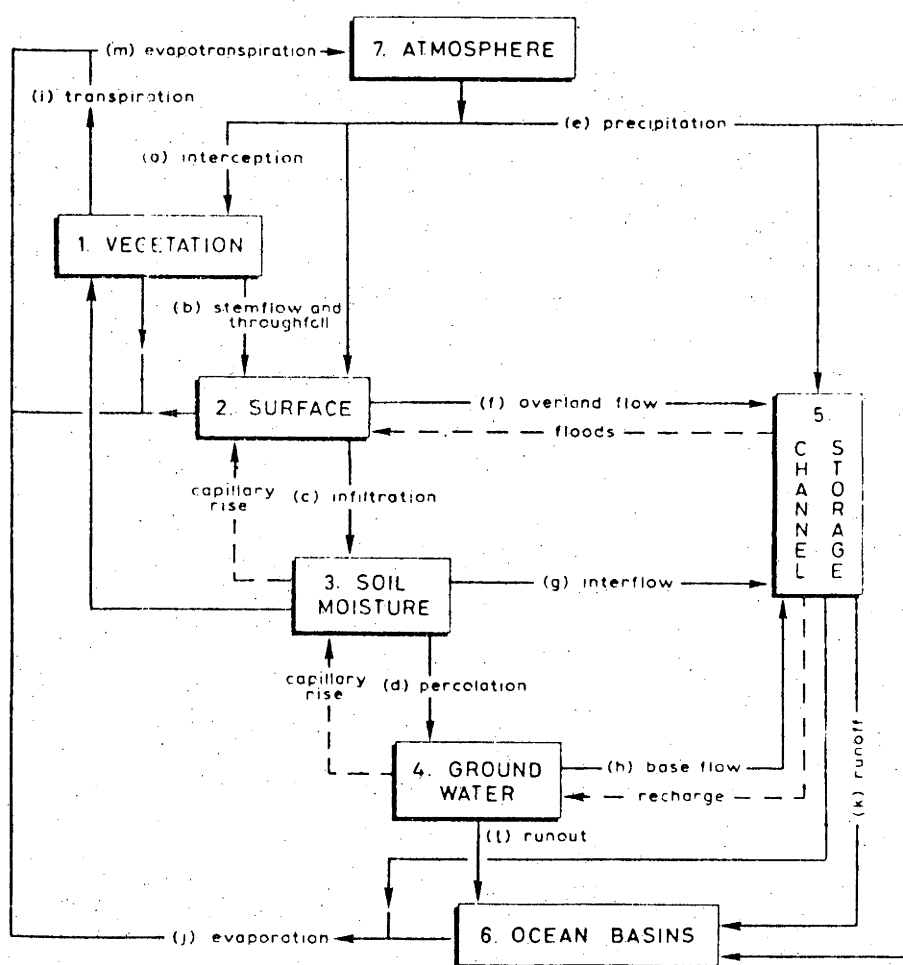 (m) evapotranspiration
7. ATMOSPHERE
(i) transpiration
(e) precipitation
(a) interception
1. VEGETATION
(b) stemflow and
throughfall
2. SURFACE
(f) overland flow
floods
5.
CHANNEL
STORAGE
capillary
rise
(c) infiltration
3. SOIL
MOISTURE
(g) interflow
capillary
rise
(d) percolation
4. GROUND
WATER
(h) base flow
recharge
(k) runoff
(l) runout
(j) evaporation
6. OCEAN BASINS